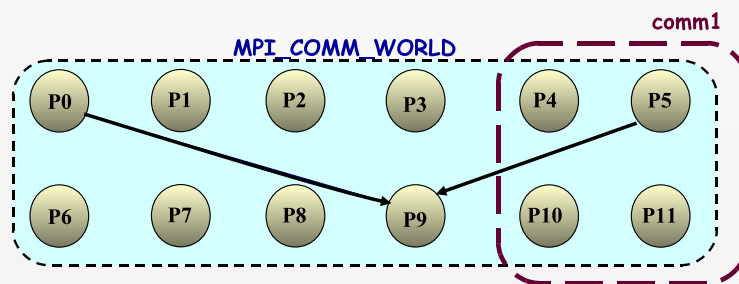 comm1
MPI_COMM_WORLD
P0 P1 P2 P3 P4 P5
P6 P7 P8 P9 P10 P11